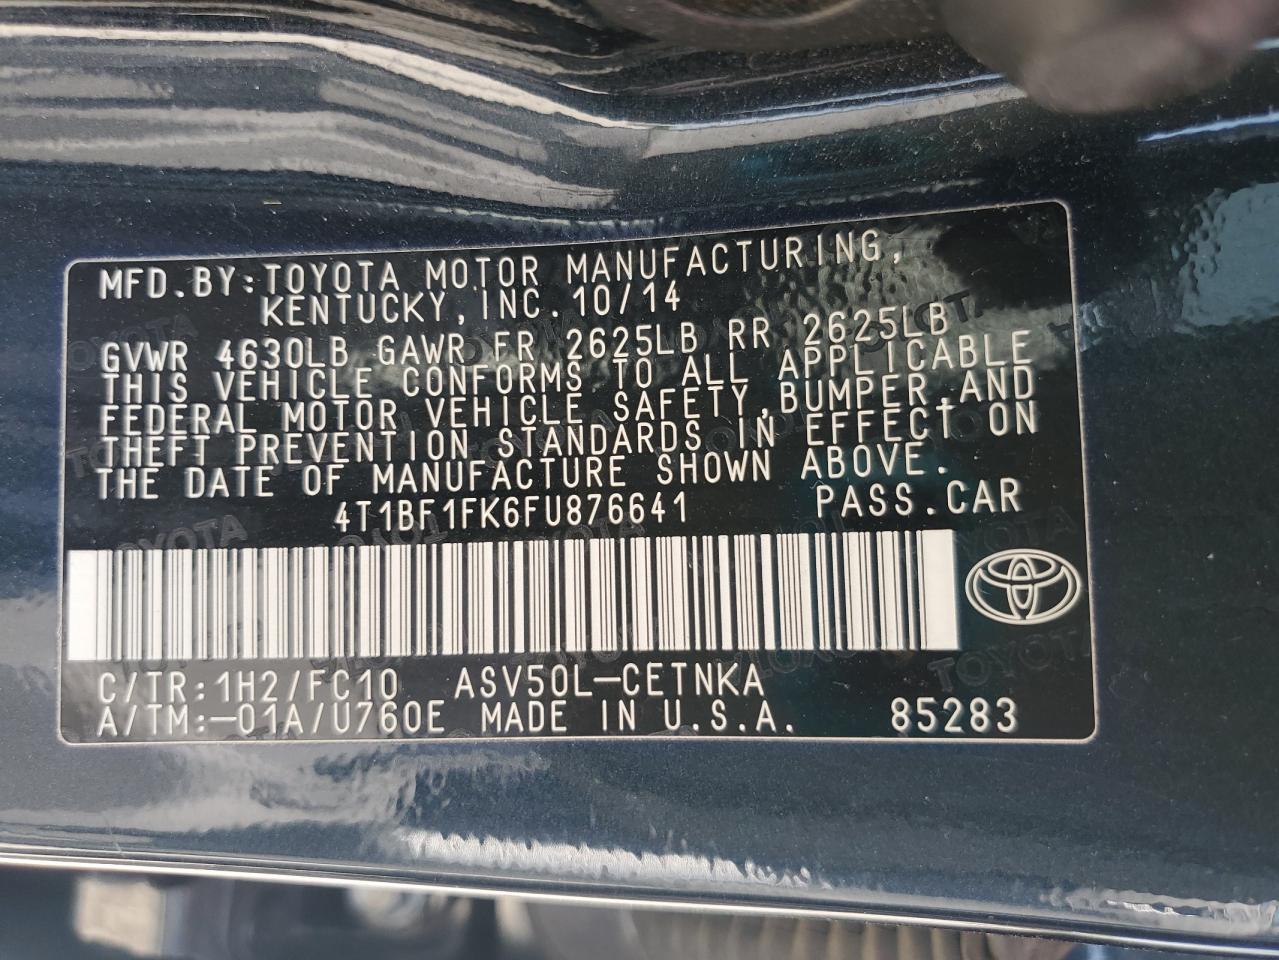 MFD.BY:TOYOTA MOTOR MANUFACTURING,
KENTUCKY,INC.10/14
GVWR 4630LB GAWR FR 2625LB RR 2625LB
THIS VEHICLE CONFORMS TO ALL APPLICABLE
FEDERAL MOTOR VEHICLE SAFETY,BUMPER,AND
THEFT PREVENTION STANDARDS IN EFFECT ON
THE DATE OF MANUFACTURE SHOWN ABOVE.
4T1BF1FK6FU876641 PASS.CAR
C/TR:1H2/FC10 ASV50L-CETNKA
A/TM:-01A/U760E MADE IN U.S.A. 85283